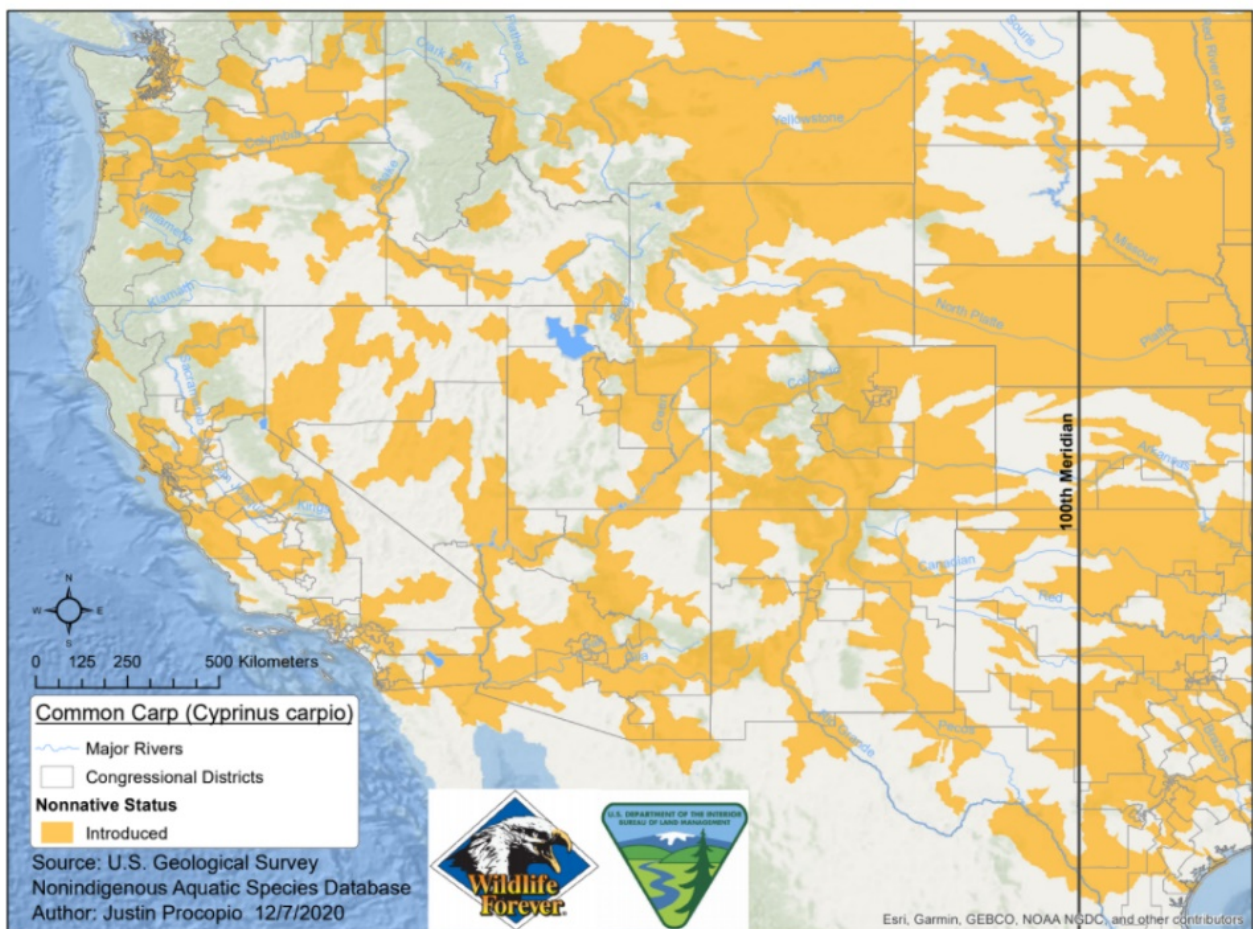 Flathead
Clark Fork
Souris
Red River of the North
Yellowstone
Columbia
Snake
Missouri
Willamette
Klamath
North Platte
Platte
Sacramento
Green
100th Meridian
Arkansas
Canadian
Red
Pecos
Rio Grande
N
W
E
S
0 125 250 500 Kilometers
Common Carp (Cyprinus carpio)
Major Rivers
Congressional Districts
Nonnative Status
Introduced
Source: U.S. Geological Survey
Nonindigenous Aquatic Species Database
Author: Justin Procopio 12/7/2020
Wildlife
Forever
U.S. DEPARTMENT OF THE INTERIOR
BUREAU OF LAND MANAGEMENT
Esri, Garmin, GEBCO, NOAA NGDC, and other contributors